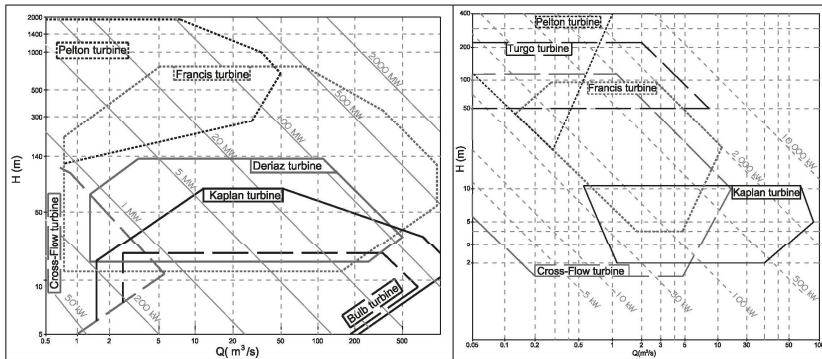 2000
1400
1000
500
300
140
50
10
5
H (m)
Pelton turbine
Francis turbine
Deriaz turbine
Kaplan turbine
Bulb turbine
Cross-Flow turbine
2000 MW
500 MW
100 MW
20 MW
5 MW
1 MW
200 kW
50 kW
0.5
1
2
5
10
20
50
100
500
Q( m³/s)
400
200
100
50
10
5
2
H (m)
Pelton turbine
Turgo turbine
Francis turbine
Kaplan turbine
Cross-Flow turbine
10 000 kW
2 000 kW
500 kW
100 kW
10 kW
5 kW
0.05
0.1
0.2
0.5
1
2
3
5
10
20
50
100
Q(m³/s)